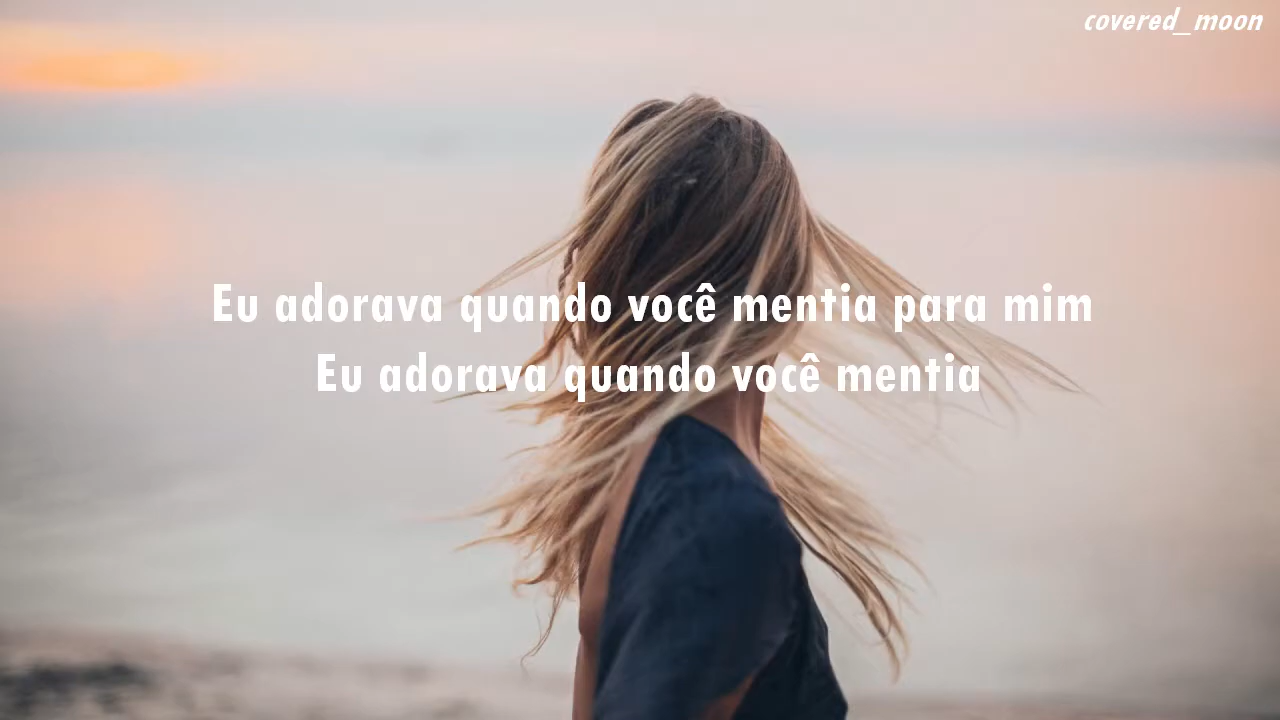 covered_moon
Eu adorava quando você mentia para mim
Eu adorava quando você mentia